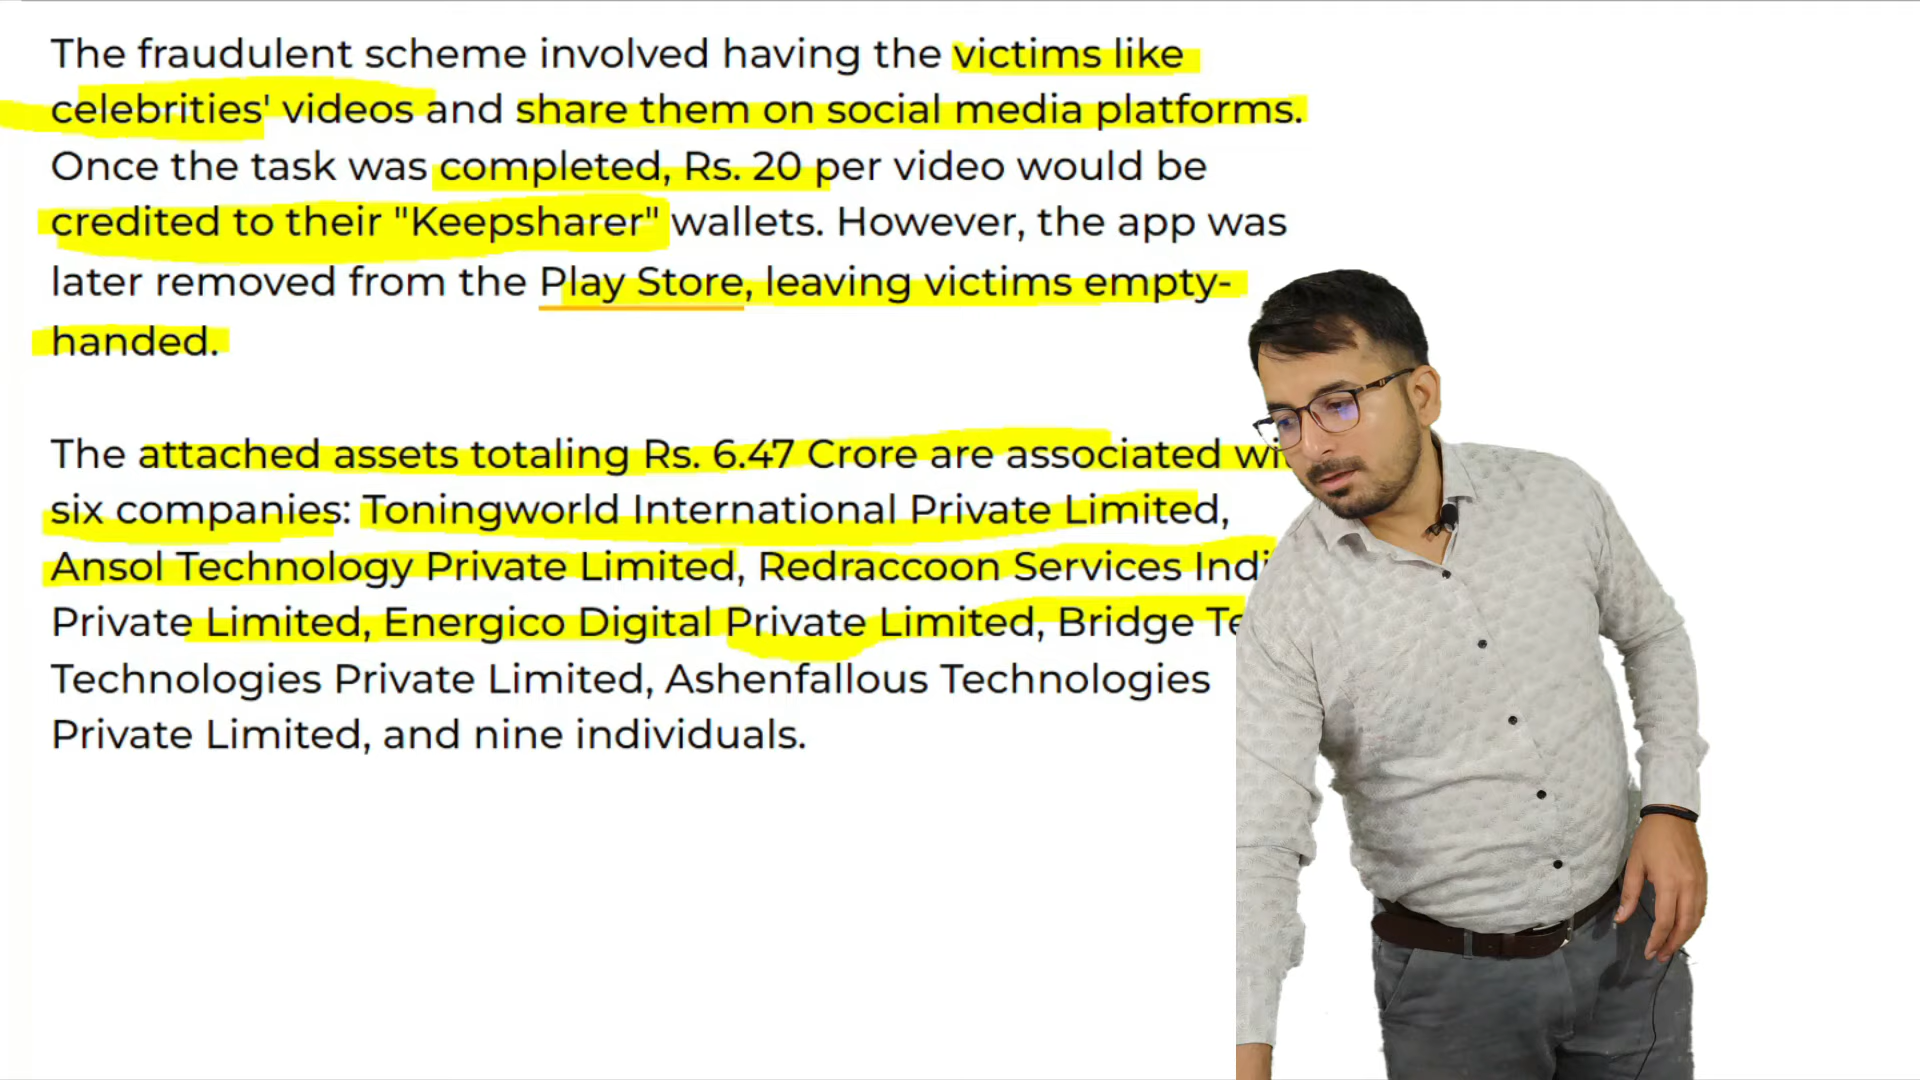 The fraudulent scheme involved having the victims like
celebrities' videos and share them on social media platforms.
Once the task was completed, Rs. 20 per video would be
credited to their "Keepsharer" wallets. However, the app was
later removed from the Play Store, leaving victims empty-
handed.
The attached assets totaling Rs. 6.47 Crore are associated
six companies: Toningworld International Private Limited,
Ansol Technology Private Limited, Redraccoon Services
Private Limited, Energico Digital Private Limited, Bridge
Technologies Private Limited, Ashenfallous Technologies
Private Limited, and nine individuals.